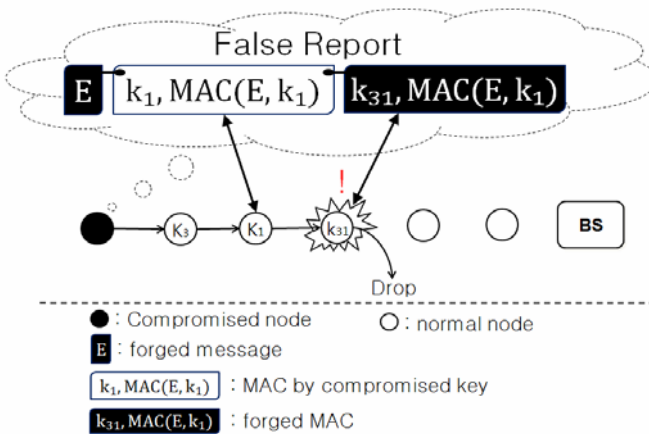 False Report
E k₁, MAC(E, k₁) k₃₁, MAC(E, k₁)
!
K₃ K₁ k₃₁ BS
Drop
: Compromised node : normal node
E : forged message
k₁, MAC(E, k₁) : MAC by compromised key
k₃₁, MAC(E, k₁) : forged MAC